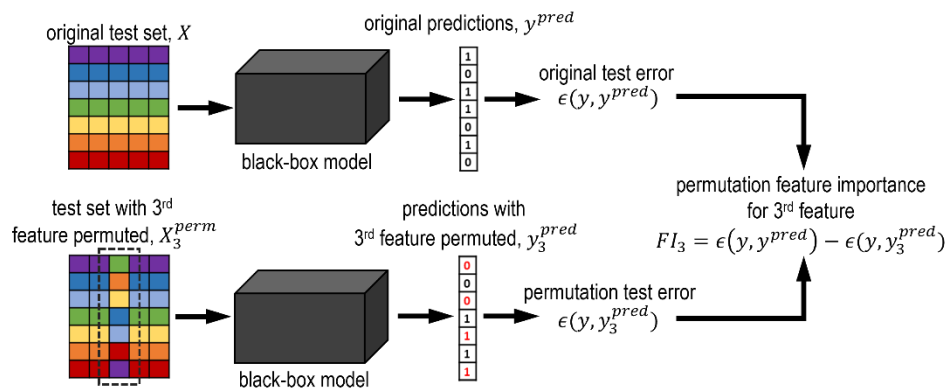 original test set, X
black-box model
original predictions, y^pred
1
0
1
1
0
1
0
original test error
ϵ(y, y^pred)
test set with 3rd
feature permuted, X_3^perm
black-box model
predictions with
3rd feature permuted, y_3^pred
0
0
0
1
1
1
1
permutation test error
ϵ(y, y_3^pred)
permutation feature importance
for 3rd feature
FI_3 = ϵ(y, y^pred) − ϵ(y, y_3^pred)